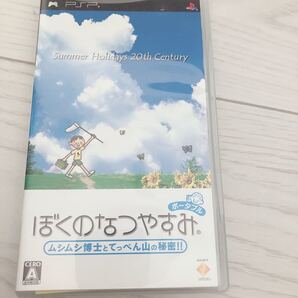 PSP
Summer Holidays 20th Century
ぼくのなつやすみ
ポータブル
ムシムシ博士とてっぺん山の秘密!!
CERO
A